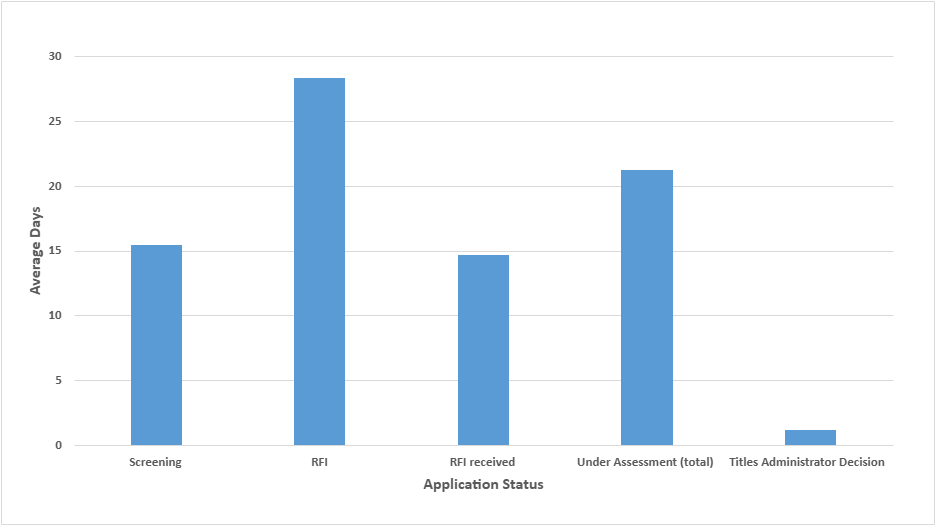 30
25
20
15
10
5
0
Average Days
Screening
RFI
RFI received
Under Assessment (total)
Titles Administrator Decision
Application Status